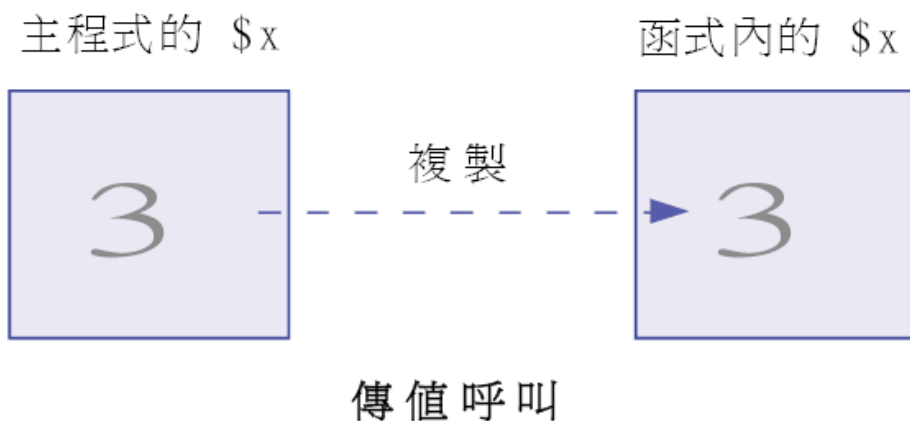 主程式的 $x
函式內的 $x
複製
3
3
傳值呼叫